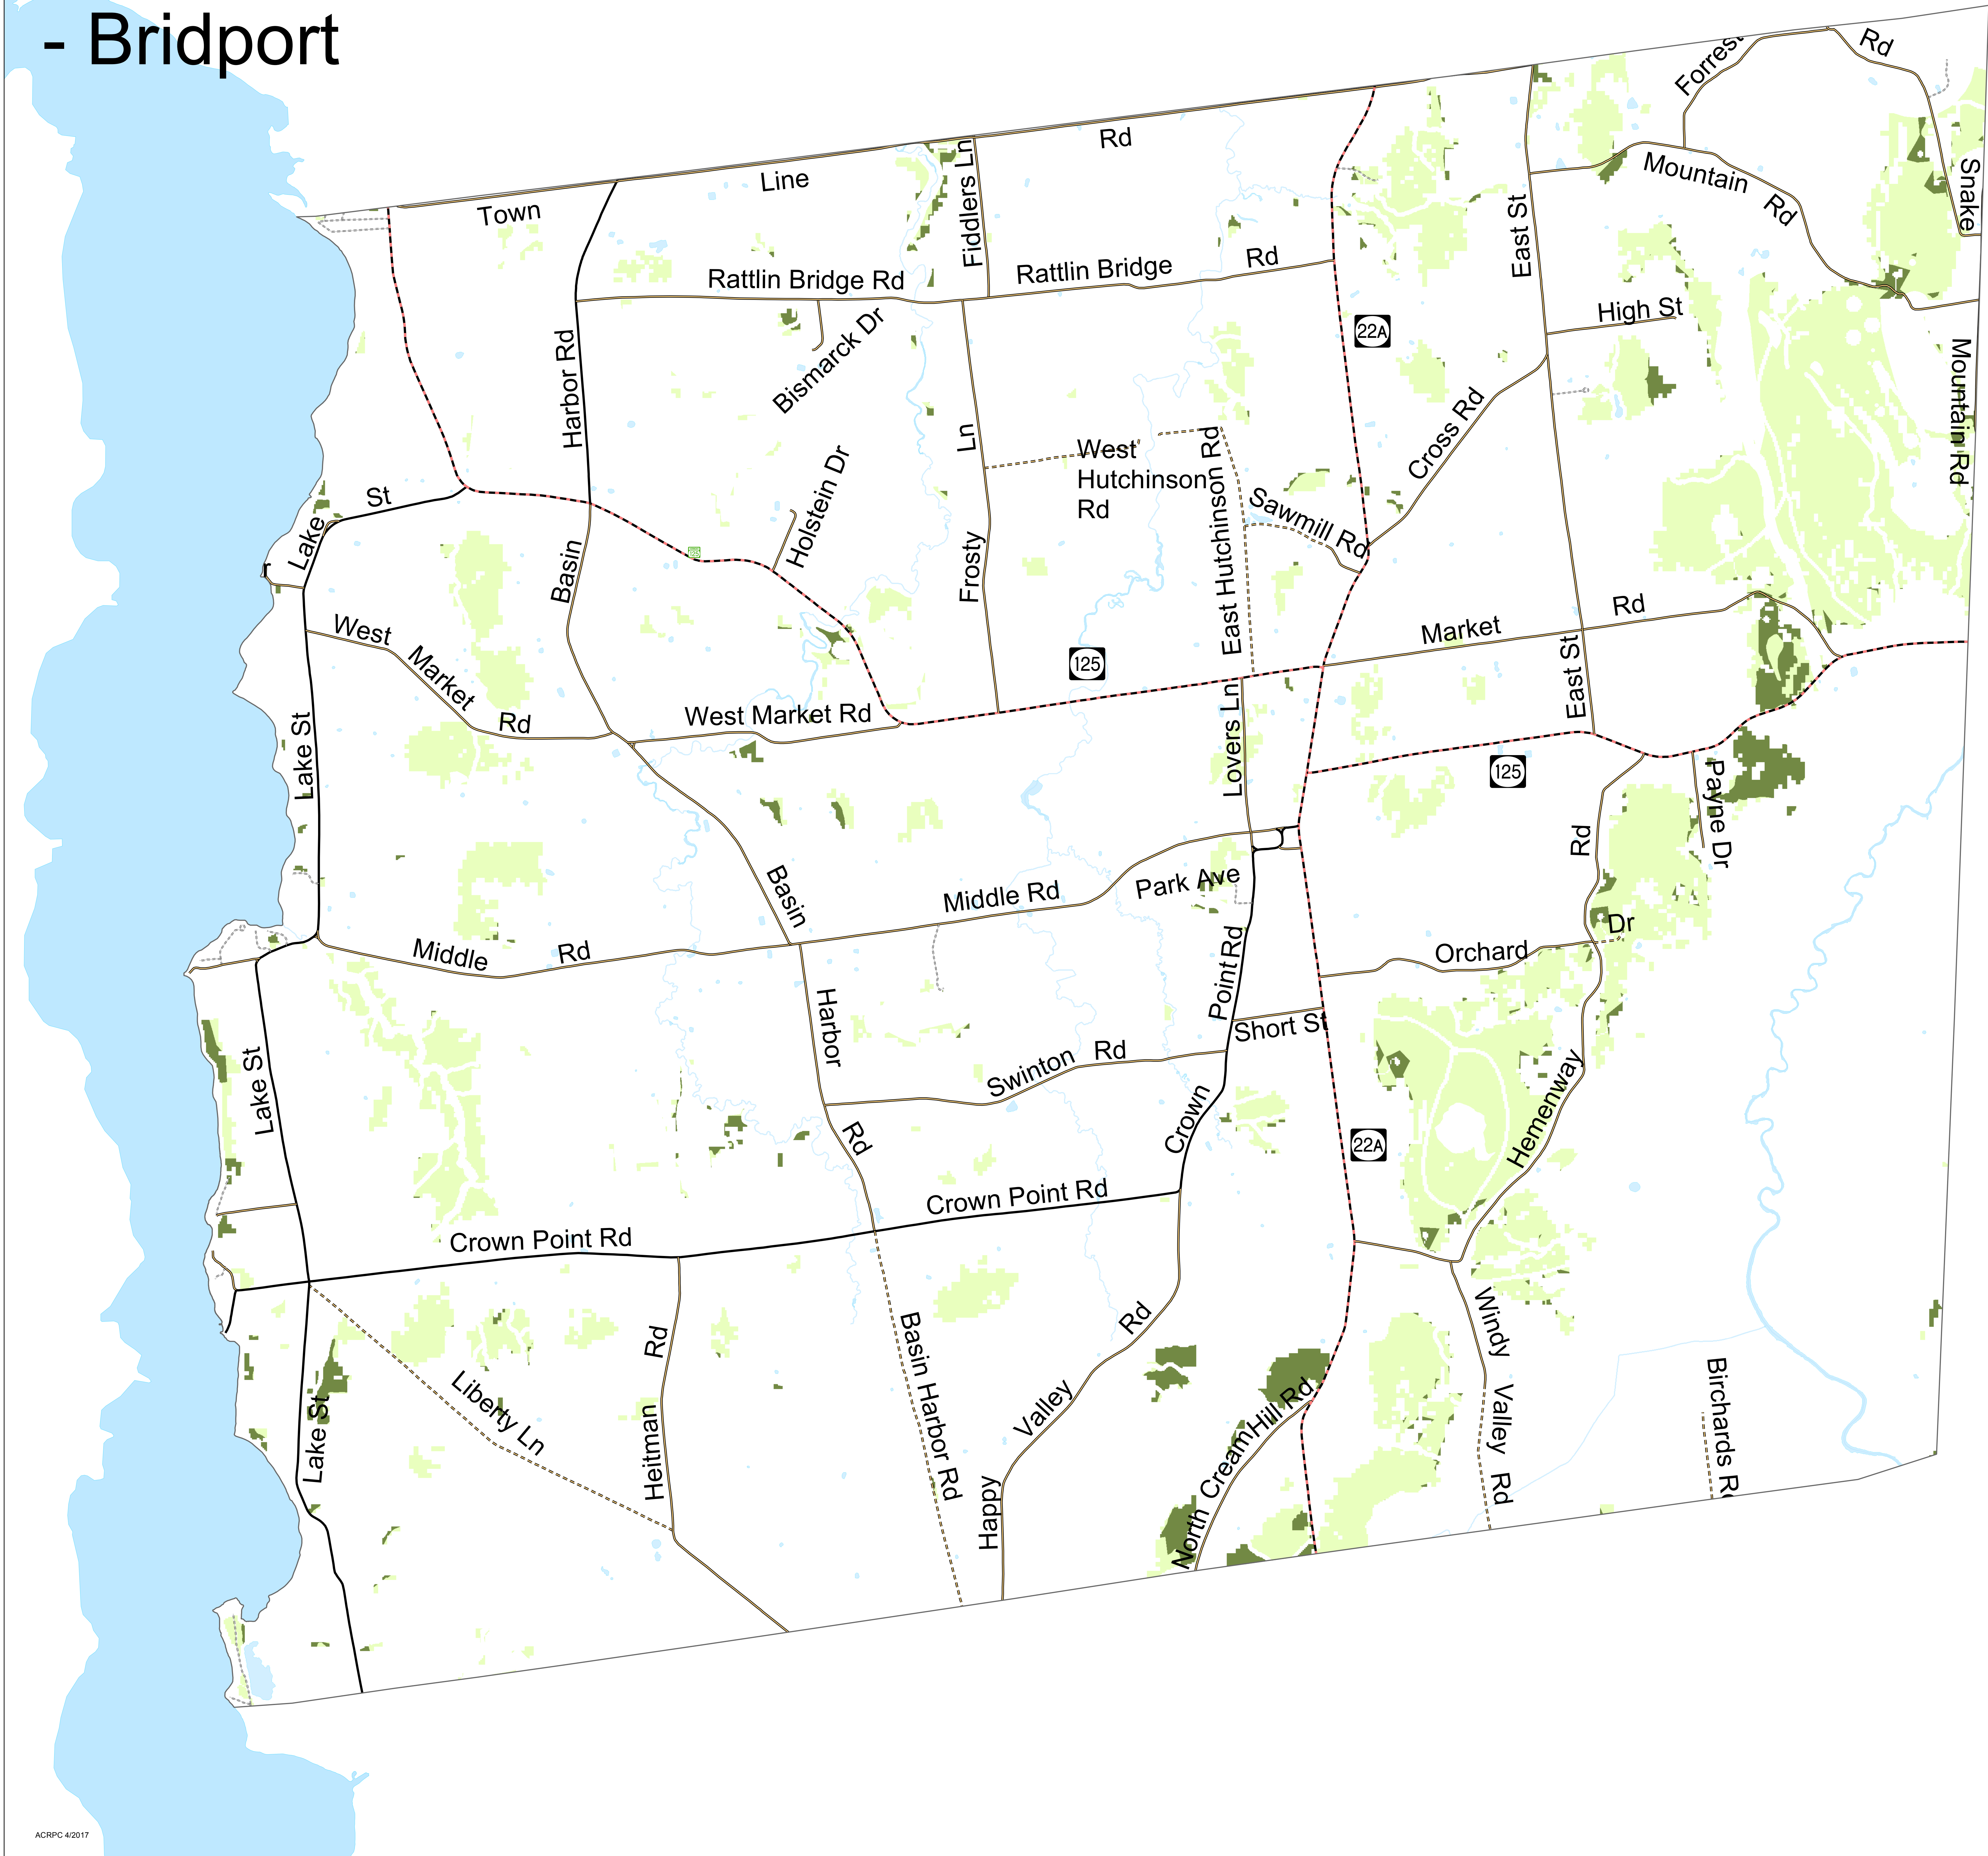 - Bridport
Forrest
Rd
Rd
Line
Town
Fiddlers Ln
Mountain
Rd
Snake
East St
Rattlin Bridge Rd
Rattlin Bridge
Rd
Harbor Rd
Bismarck Dr
22A
High St
Mountain Rd
Cross Rd
Ln
West
Hutchinson
Rd
Holstein Dr
St
Lake
r
Basin
Frosty
East Hutchinson Rd
Sawmill Rd
West
Market
Rd
Market
Rd
125
East St
West Market Rd
Lake St
Lovers Ln
125
Payne Dr
Rd
Basin
Middle Rd
Park Ave
Middle
Rd
Orchard
Dr
Point Rd
Harbor
Short St
Swinton
Rd
Lake St
Crown
Rd
22A
Hemenway
Crown Point Rd
Crown Point Rd
Windy
Valley
Rd
Rd
Heitman
Liberty Ln
Basin Harbor Rd
Rd
Valley
Happy
North Cream Hill Rd
Birchards R
Lake St
ACRPC 4/2017